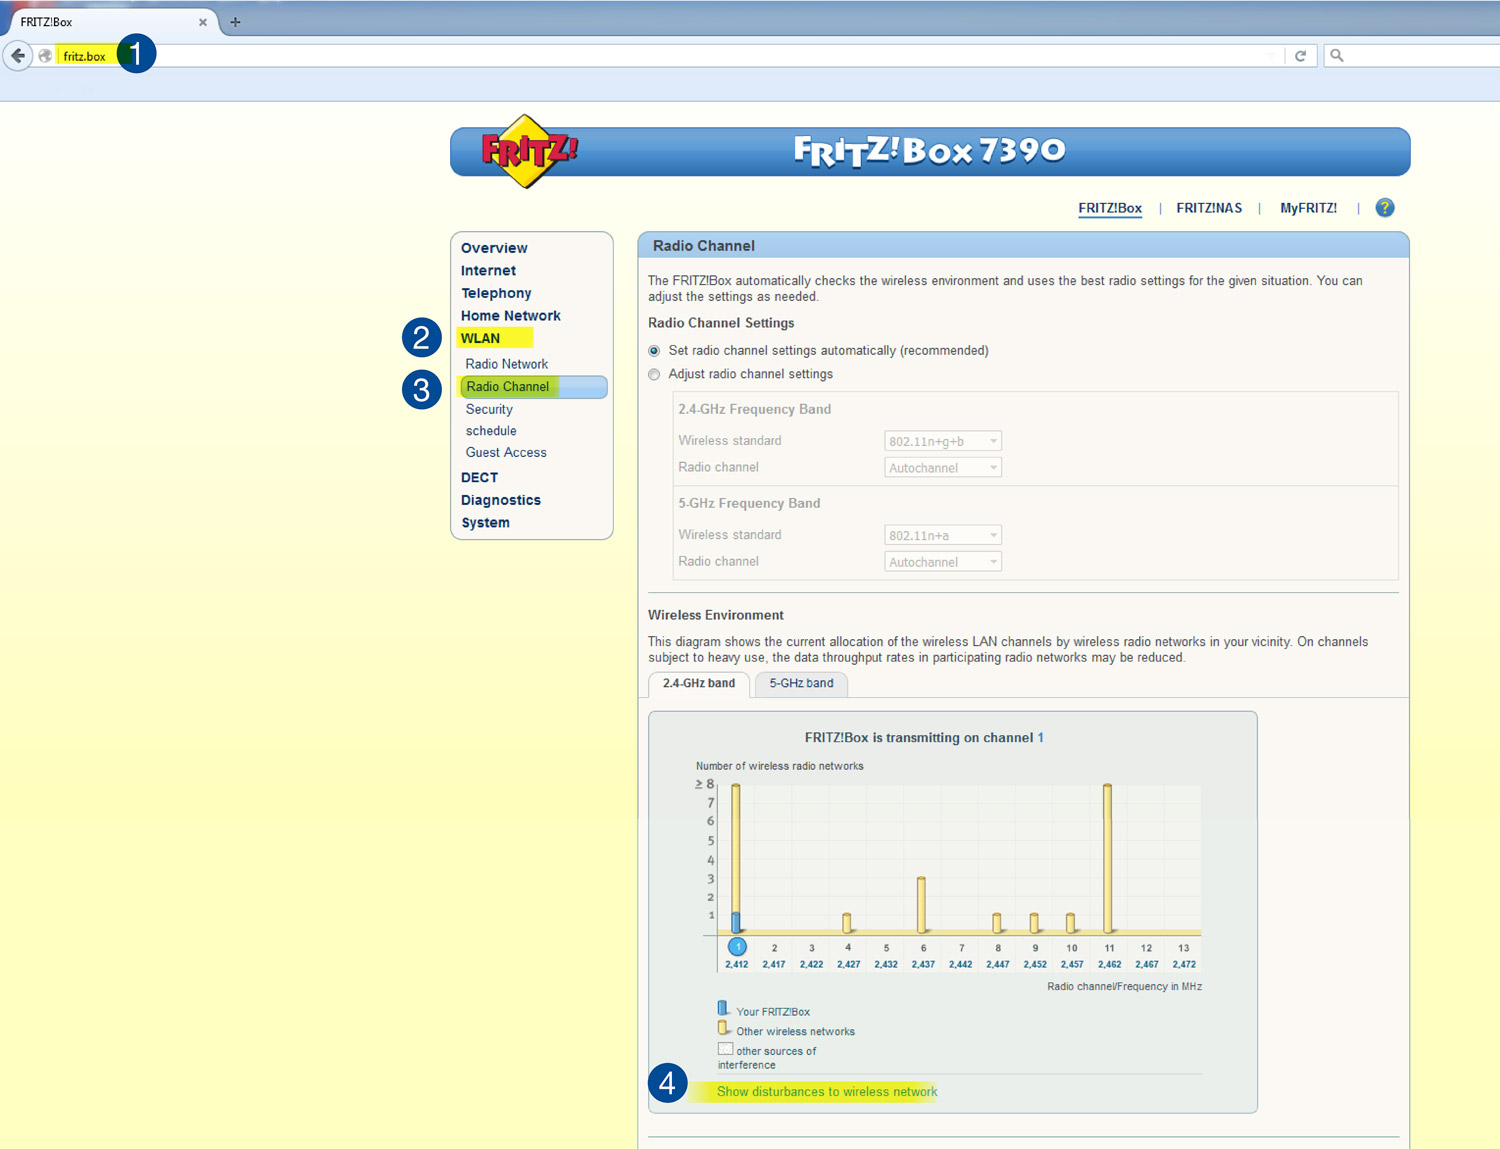 FRITZ!Box
fritz.box
1
FRITZ!
FRITZ!Box 7390
FRITZ!Box | FRITZ!NAS | MyFRITZ! | ?
Overview
Internet
Telephony
Home Network
2
WLAN
Radio Network
3
Radio Channel
Security
schedule
Guest Access
DECT
Diagnostics
System
Radio Channel
The FRITZ!Box automatically checks the wireless environment and uses the best radio settings for the given situation. You can
adjust the settings as needed.
Radio Channel Settings
Set radio channel settings automatically (recommended)
Adjust radio channel settings
2.4-GHz Frequency Band
Wireless standard 802.11n+g+b
Radio channel Autochannel
5-GHz Frequency Band
Wireless standard 802.11n+a
Radio channel Autochannel
Wireless Environment
This diagram shows the current allocation of the wireless LAN channels by wireless radio networks in your vicinity. On channels
subject to heavy use, the data throughput rates in participating radio networks may be reduced.
2.4-GHz band 5-GHz band
FRITZ!Box is transmitting on channel 1
Number of wireless radio networks
≥ 8
7
6
5
4
3
2
1
1 2 3 4 5 6 7 8 9 10 11 12 13
2,412 2,417 2,422 2,427 2,432 2,437 2,442 2,447 2,452 2,457 2,462 2,467 2,472
Radio channel/Frequency in MHz
Your FRITZ!Box
Other wireless networks
other sources of
interference
4
Show disturbances to wireless network